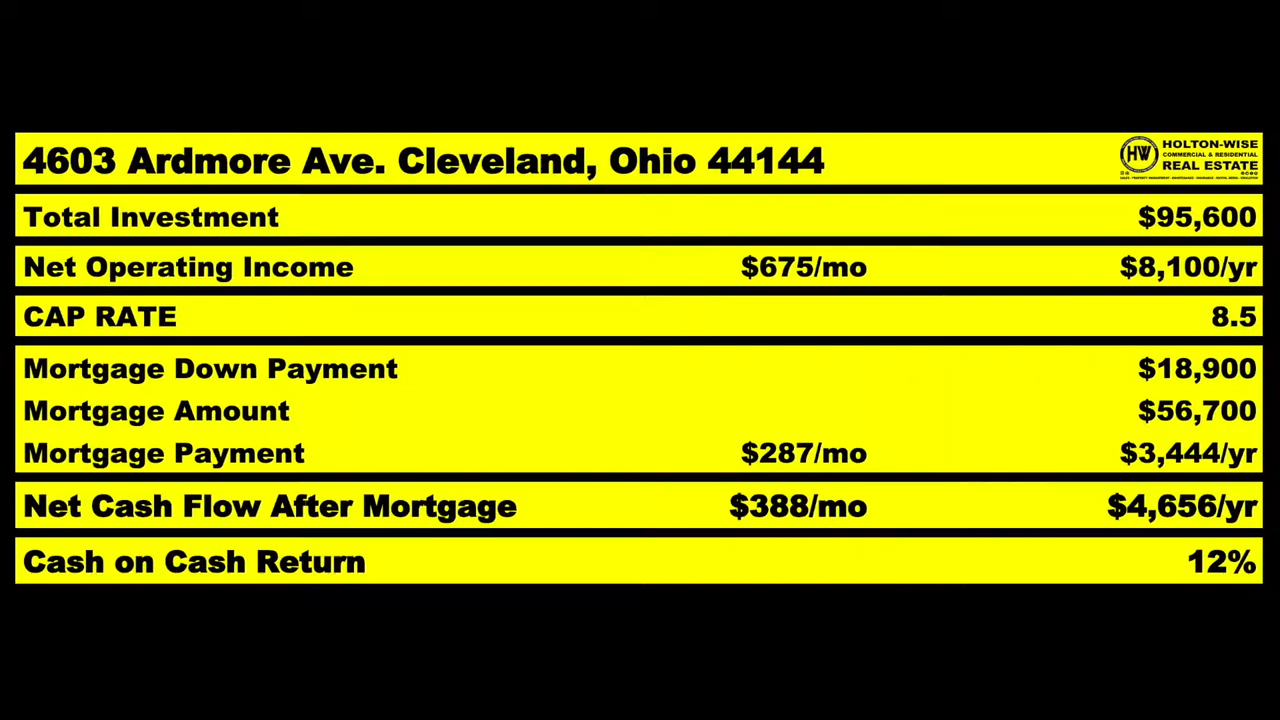 4603 Ardmore Ave. Cleveland, Ohio 44144
HW
HOLTON-WISE
COMMERCIAL & RESIDENTIAL
REAL ESTATE
Total Investment $95,600
Net Operating Income $675/mo $8,100/yr
CAP RATE 8.5
Mortgage Down Payment $18,900
Mortgage Amount $56,700
Mortgage Payment $287/mo $3,444/yr
Net Cash Flow After Mortgage $388/mo $4,656/yr
Cash on Cash Return 12%